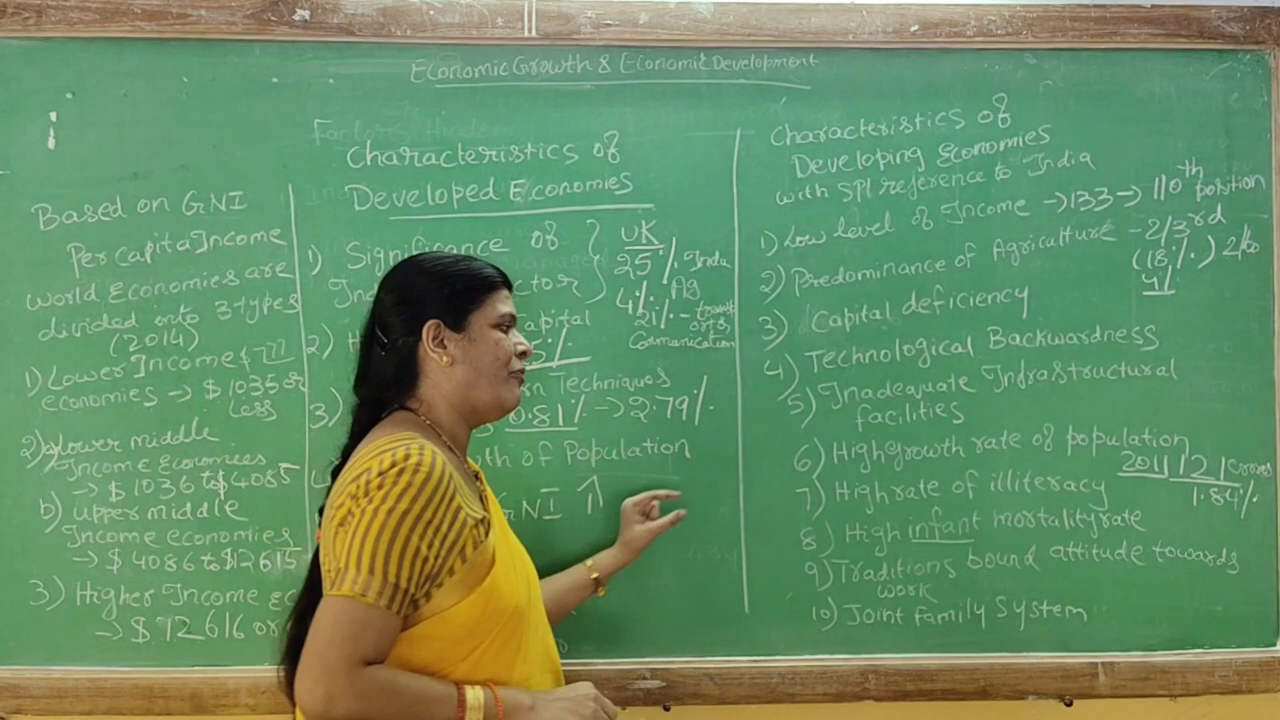 Economic Growth & Economic Development
Based on GNI
Per capita Income
world Economies are
divided into 3-types
(2014)
1) Lower Income
economies → $ 1035 or
less
2) a) lower middle
Income Economies
→ $ 1036 to $ 4085
b) upper middle
Income economies
→ $ 4086 to $12615
3) Higher Income
→ $ 12616 or
Factors Hinder
Characteristics of
Developed Economies
1) Significance of
UK
25%
4% Ag
21% -
Communication
2)
3)
Techniques
0.81% → 2.79%
of Population
GNI ↑
Characteristics of
Developing Economies
with SPl reference to India
1) Low level of Income → 133 → 110th position
2) Predominance of Agriculture - 2/3rd
(18%)
4%
3) Capital deficiency
4) Technological Backwardness
5) Inadequate Infrastructural
facilities
6) High growth rate of population
2011 121 Crores
1.84%
7) High rate of illiteracy
8) High infant mortality rate
9) Traditions bound attitude towards
work
10) Joint family System